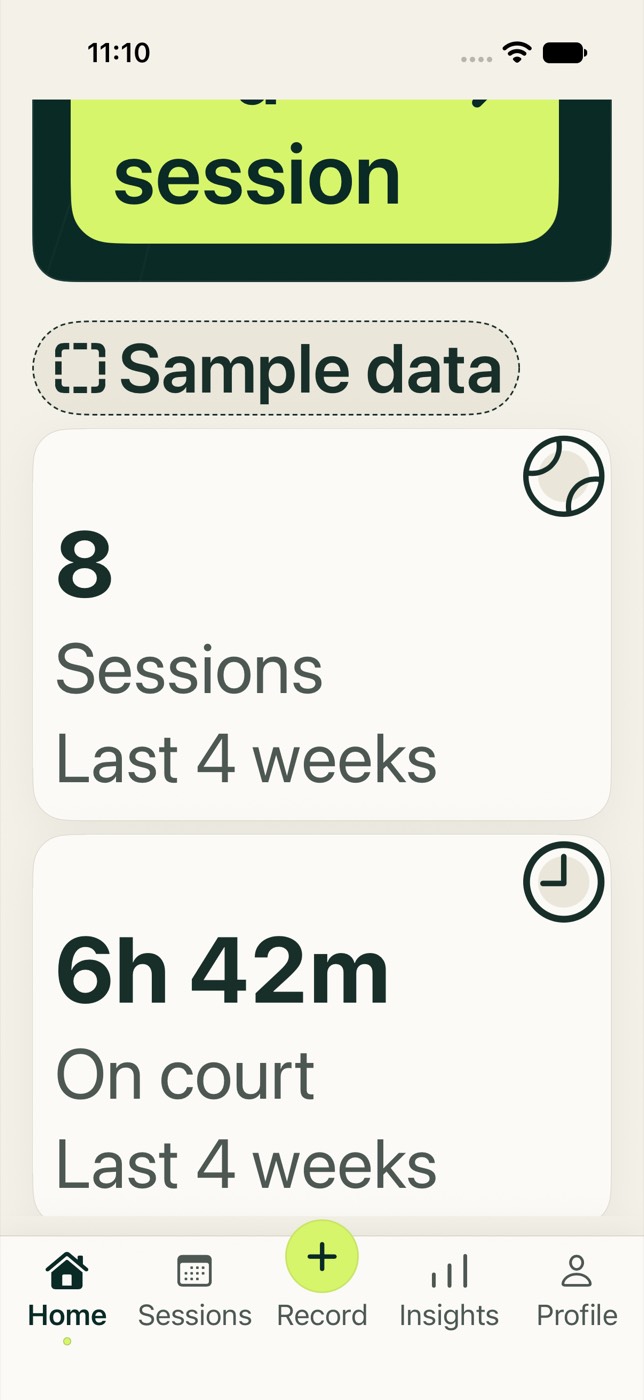 11:10
session
Sample data
8
Sessions
Last 4 weeks
6h 42m
On court
Last 4 weeks
Home
Sessions
Record
Insights
Profile